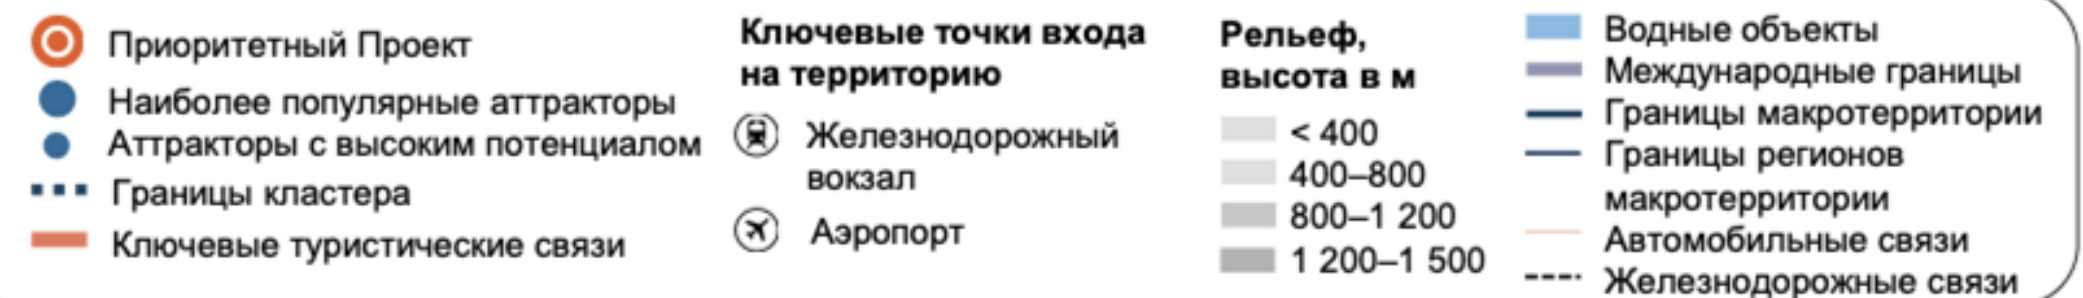 Приоритетный Проект
Наиболее популярные аттракторы
Аттракторы с высоким потенциалом
Границы кластера
Ключевые туристические связи
Ключевые точки входа
на территорию
Железнодорожный
вокзал
Аэропорт
Рельеф,
высота в м
< 400
400–800
800–1 200
1 200–1 500
Водные объекты
Международные границы
Границы макротерритории
Границы регионов
макротерритории
Автомобильные связи
Железнодорожные связи